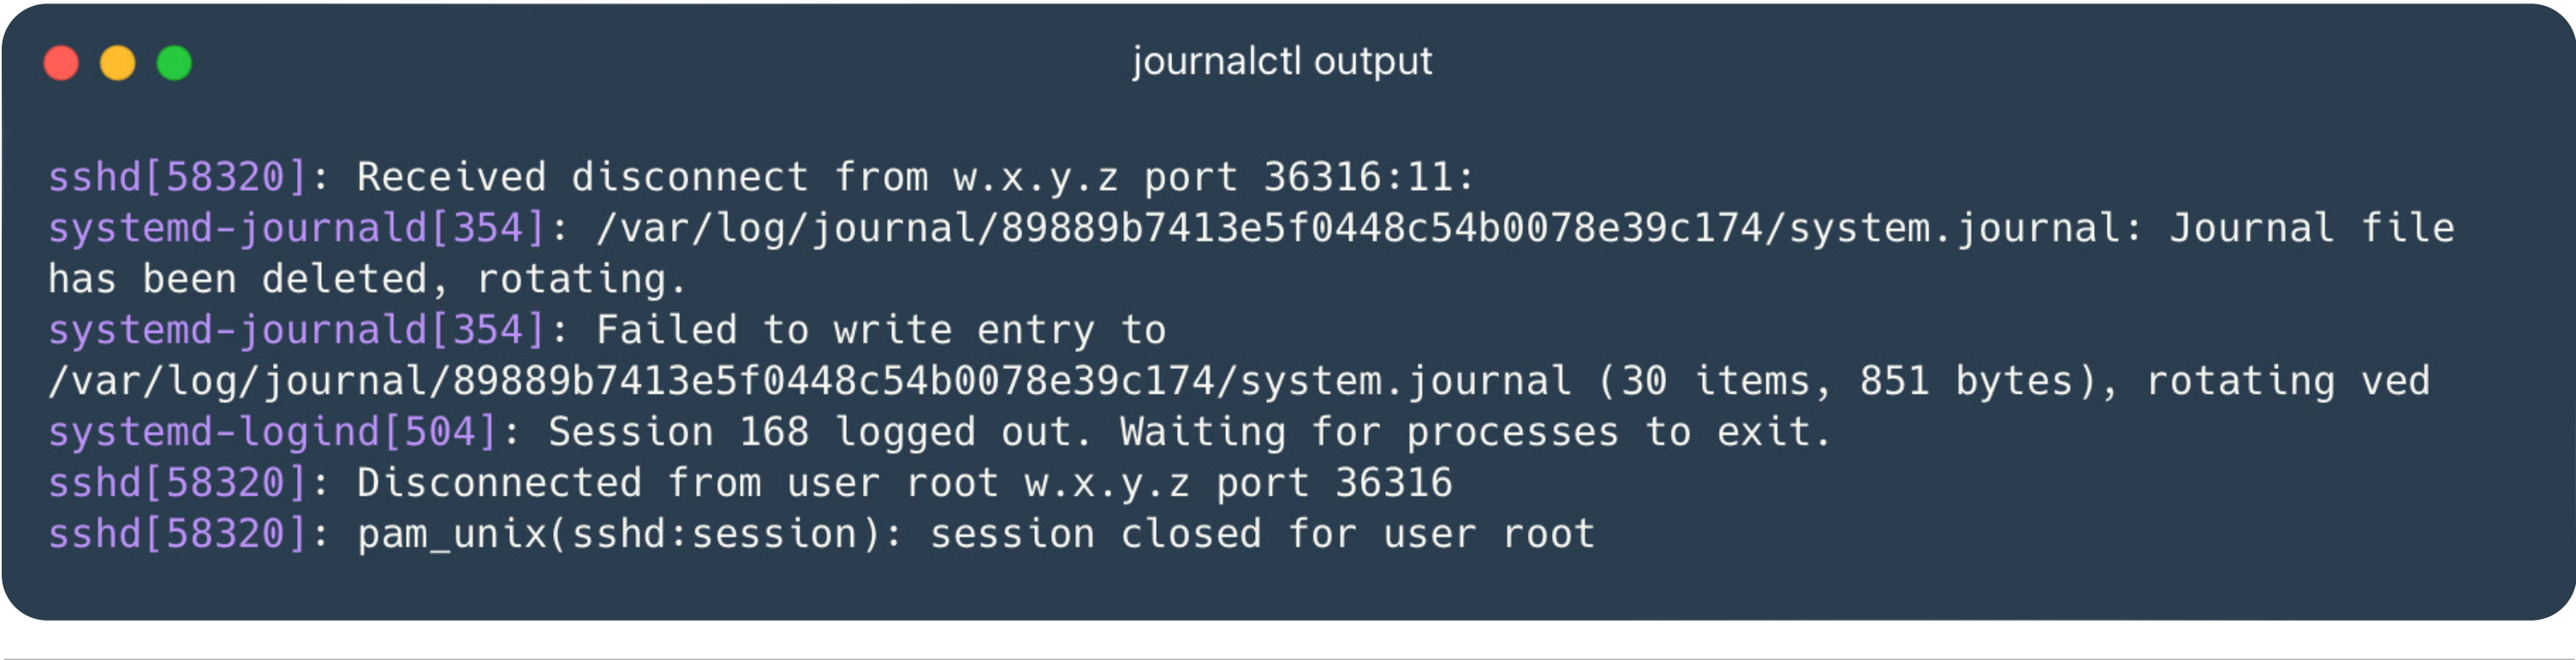 journalctl output
sshd[58320]: Received disconnect from w.x.y.z port 36316:11:
systemd-journald[354]: /var/log/journal/89889b7413e5f0448c54b0078e39c174/system.journal: Journal file
has been deleted, rotating.
systemd-journald[354]: Failed to write entry to
/var/log/journal/89889b7413e5f0448c54b0078e39c174/system.journal (30 items, 851 bytes), rotating ved
systemd-logind[504]: Session 168 logged out. Waiting for processes to exit.
sshd[58320]: Disconnected from user root w.x.y.z port 36316
sshd[58320]: pam_unix(sshd:session): session closed for user root